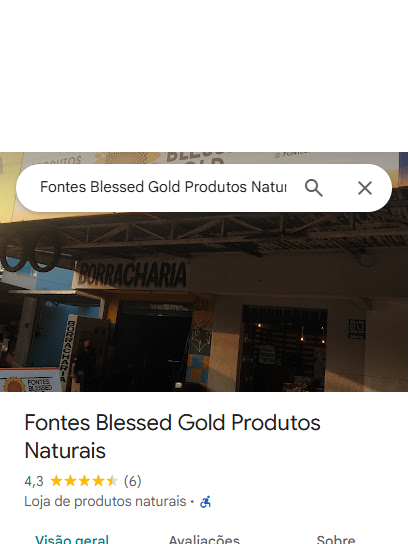 Fontes Blessed Gold Produtos Natur
BORRACHARIA
BORRACHARIA
FONTES
BLESSED
Fontes Blessed Gold Produtos
Naturais
4,3 (6)
Loja de produtos naturais ·
Visão geral Avaliações Sobre